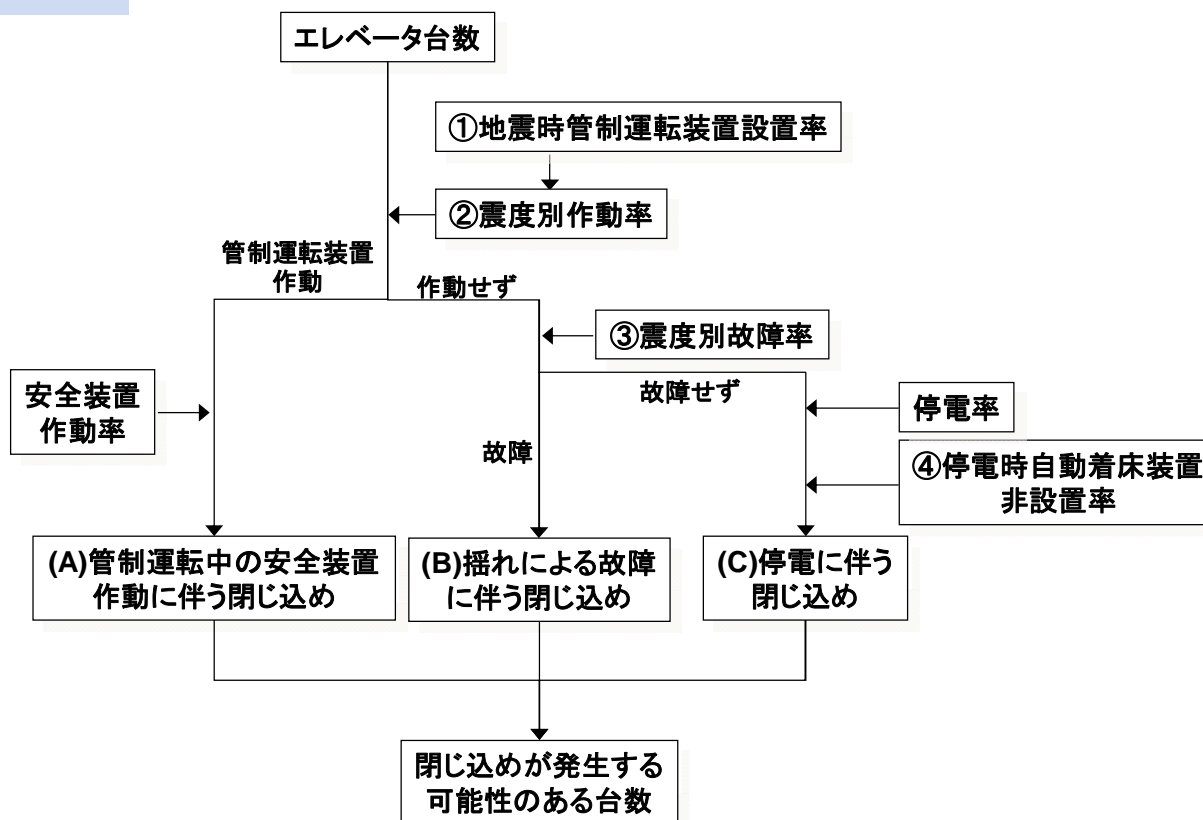 エレベータ台数
①地震時管制運転装置設置率
②震度別作動率
管制運転装置
作動
作動せず
③震度別故障率
故障せず
安全装置
作動率
停電率
故障
④停電時自動着床装置
非設置率
(A)管制運転中の安全装置
作動に伴う閉じ込め
(B)揺れによる故障
に伴う閉じ込め
(C)停電に伴う
閉じ込め
閉じ込めが発生する
可能性のある台数